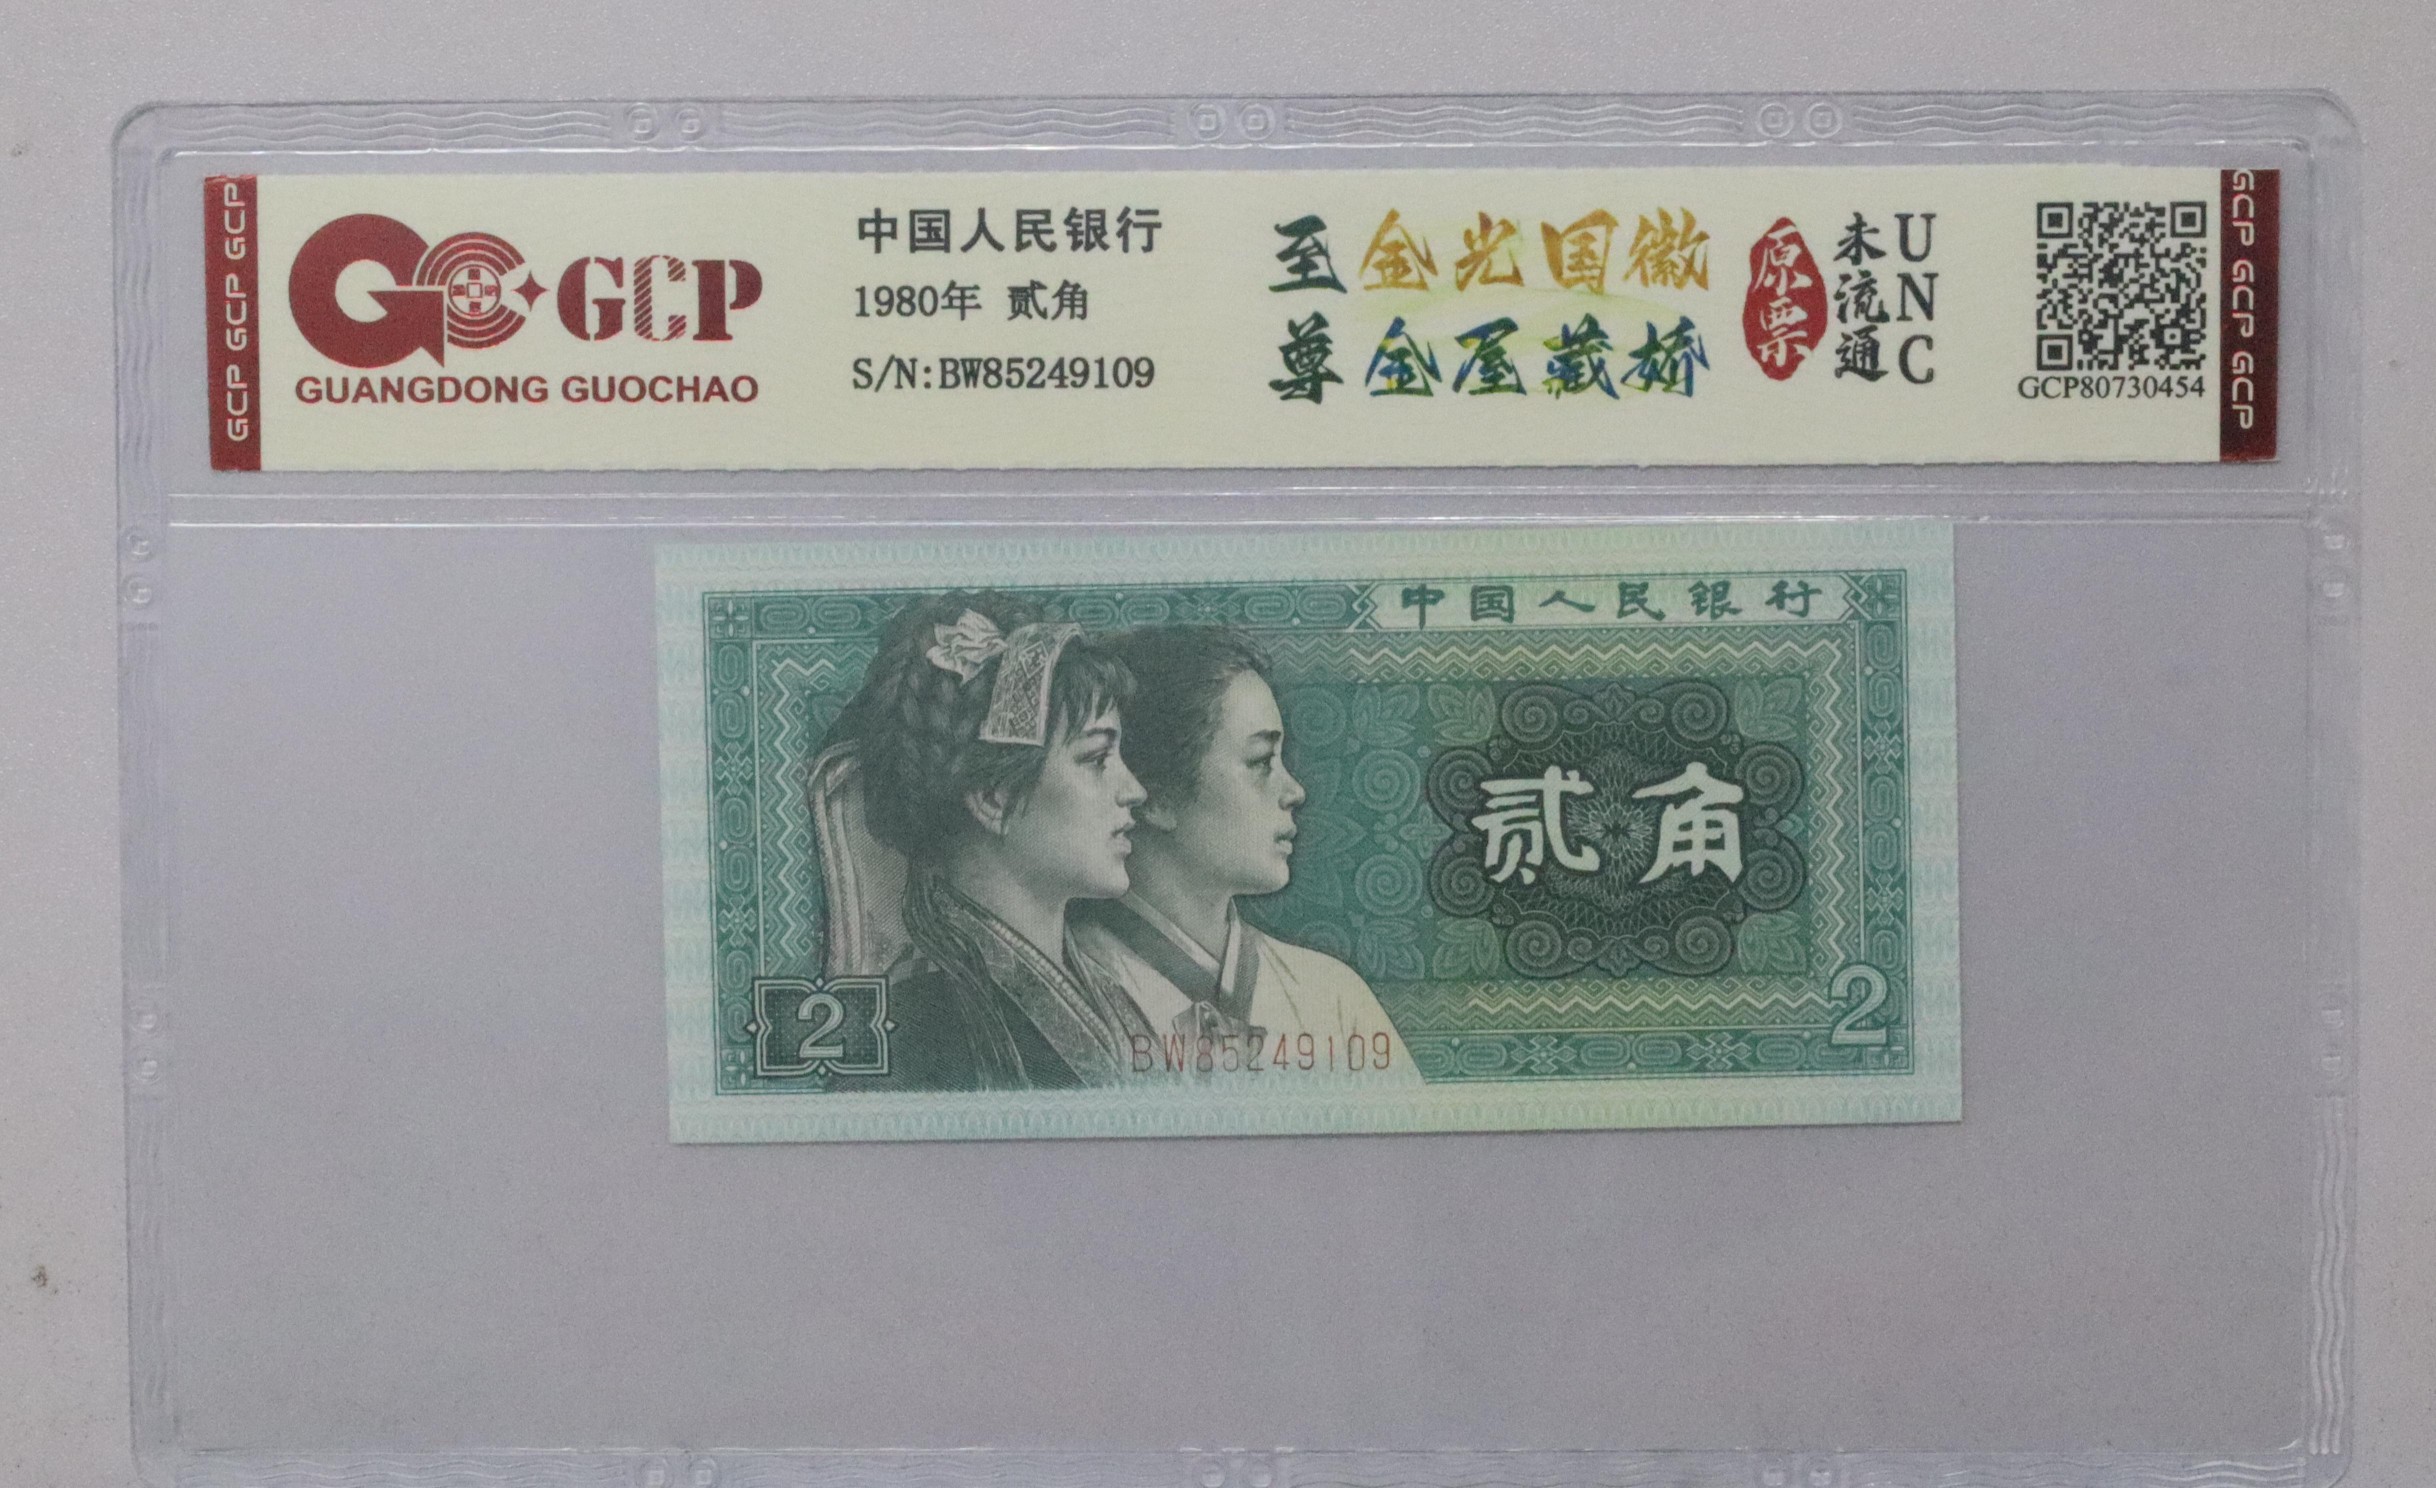 GCP GCP GCP
GCP
GUANGDONG GUOCHAO
中国人民银行
1980年 贰角
S/N:BW85249109
至尊
金光国徽
金屋藏娇
原票
未流通
UNC
GCP80730454
GCP GCP GCP
中国人民银行
贰角
2
2
BW85249109